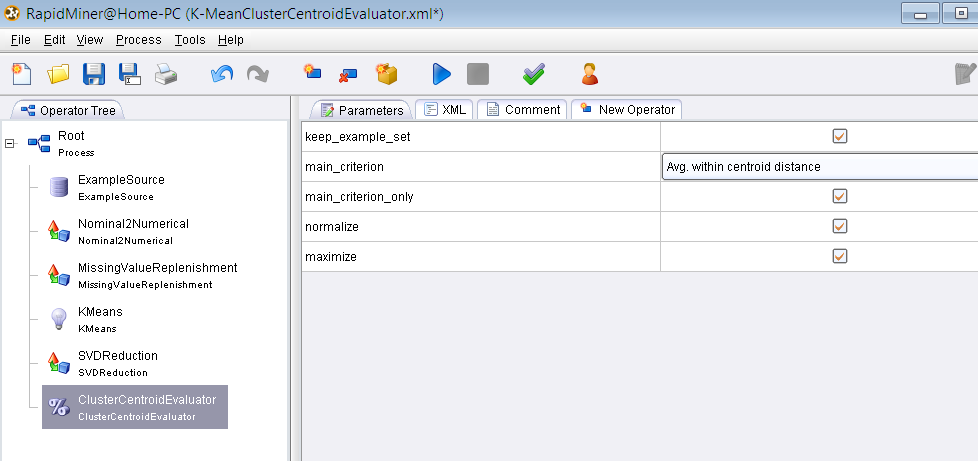 RapidMiner@Home-PC (K-MeanClusterCentroidEvaluator.xml*)
File Edit View Process Tools Help
Operator Tree
Root
Process
ExampleSource
ExampleSource
Nominal2Numerical
Nominal2Numerical
MissingValueReplenishment
MissingValueReplenishment
KMeans
KMeans
SVDReduction
SVDReduction
ClusterCentroidEvaluator
ClusterCentroidEvaluator
Parameters XML Comment New Operator
keep_example_set
main_criterion Avg. within centroid distance
main_criterion_only
normalize
maximize